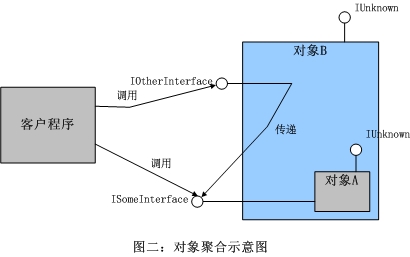 IUnknown
对象B
IOtherInterface
调用
客户程序
传递
IUnknown
调用
对象A
ISomeInterface
图二：对象聚合示意图